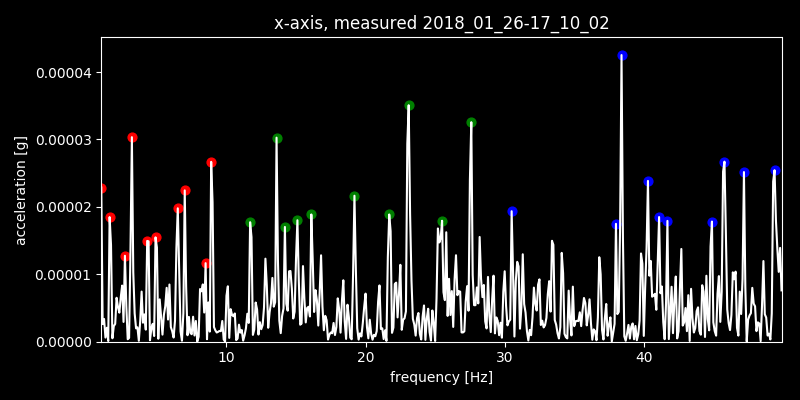 x-axis, measured 2018_01_26-17_10_02
0.00004
0.00003
0.00002
0.00001
0.00000
acceleration [g]
10 20 30 40
frequency [Hz]